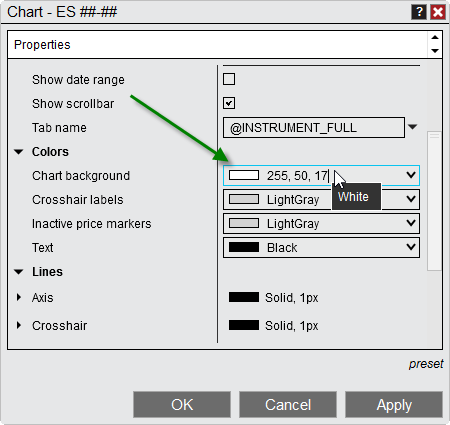 Chart - ES ##-##
?
X
Properties
Show date range
Show scrollbar
Tab name @INSTRUMENT_FULL
Colors
Chart background 255, 50, 17
White
Crosshair labels LightGray
Inactive price markers LightGray
Text Black
Lines
Axis Solid, 1px
Crosshair Solid, 1px
preset
OK Cancel Apply